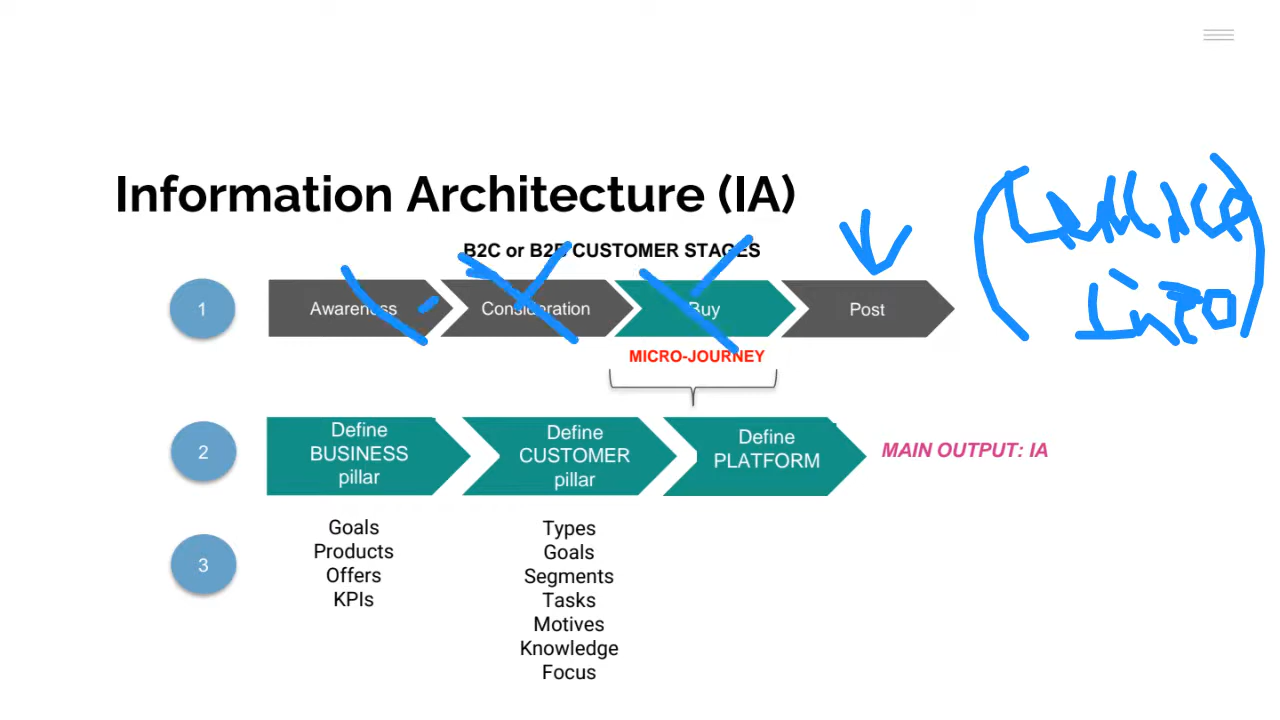 Information Architecture (IA)
B2C or B2B CUSTOMER STAGES
1
Awareness
Consideration
Buy
Post
MICRO-JOURNEY
2
Define
BUSINESS
pillar
Define
CUSTOMER
pillar
Define
PLATFORM
MAIN OUTPUT: IA
3
Goals
Products
Offers
KPIs
Types
Goals
Segments
Tasks
Motives
Knowledge
Focus